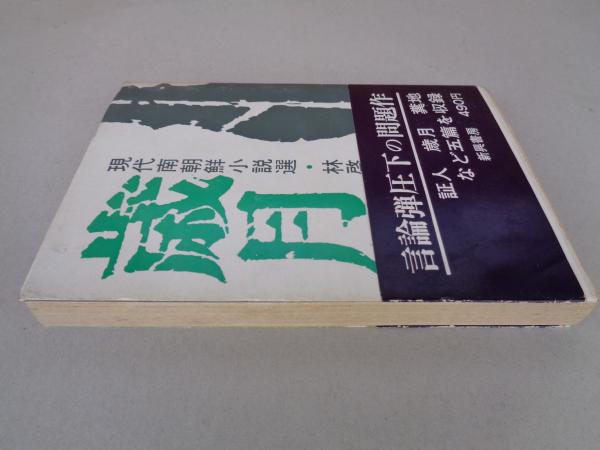 現代南朝鮮小説選・林啓
歳月
言論弾圧下の問題作
証人 歳月 糞地
など五篇を収録
490円
新興書房